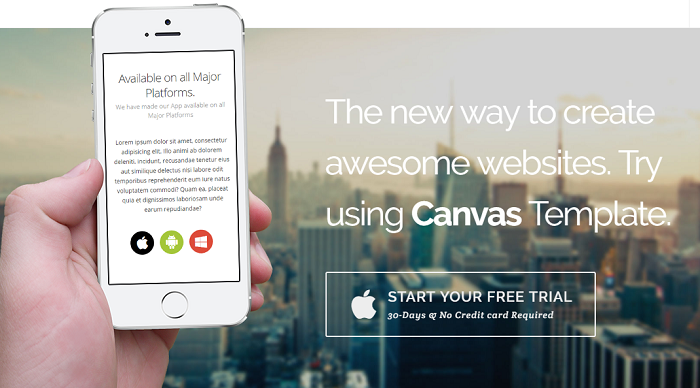 Available on all Major
Platforms.
We have made our App available on all
Major Platforms
Lorem ipsum dolor sit amet, consectetur
adipisicing elit. Illo animi ab dolorem
deleniti, incidunt, recusandae tenetur eius
aut similique delectus nisi labore odit
temporibus reprehenderit eum iure natus
voluptatem commodi? Quam ea, placeat
quia et dignissimos laboriosam unde
earum repudiandae?
The new way to create
awesome websites. Try
using Canvas Template.
START YOUR FREE TRIAL
30-Days & No Credit card Required